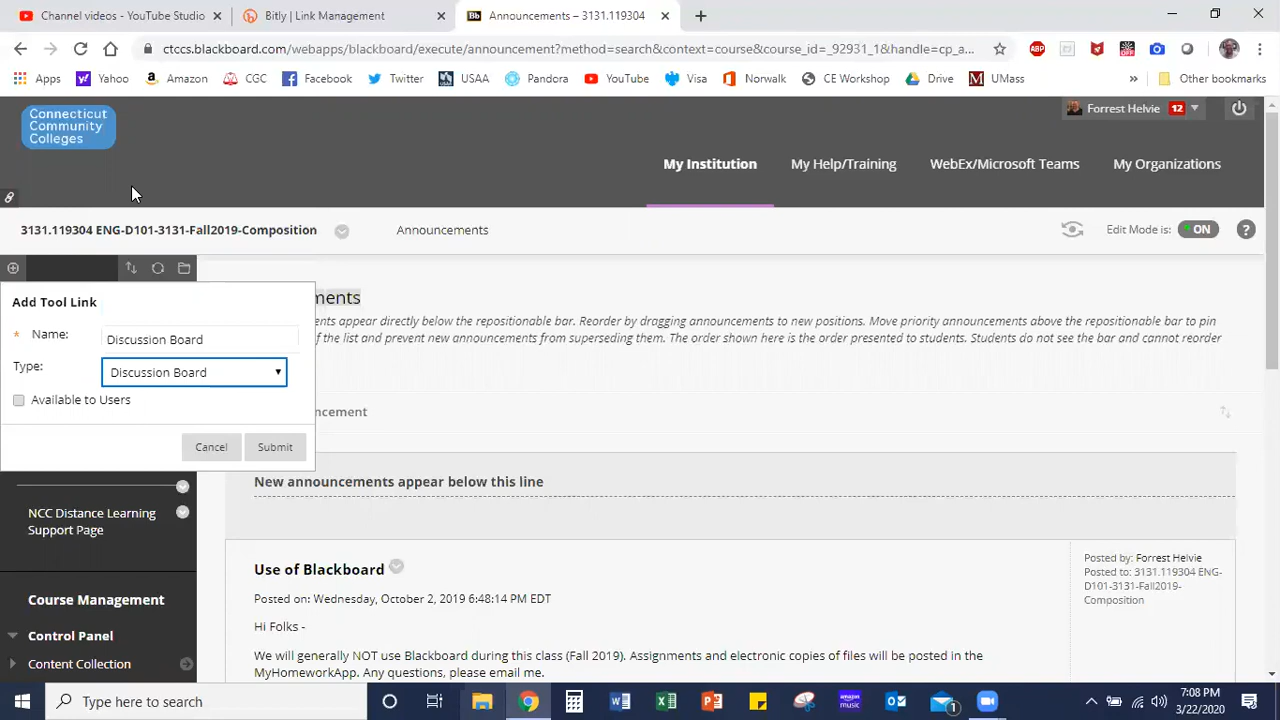 Channel videos - YouTube Studio
Bitly | Link Management
Bb
Announcements – 3131.119304
ctccs.blackboard.com/webapps/blackboard/execute/announcement?method=search&context=course&course_id=_92931_1&handle=cp_a...
ABP
OFF
Apps
Yahoo
Amazon
CGC
Facebook
Twitter
USAA
Pandora
YouTube
Visa
Norwalk
CE Workshop
Drive
UMass
»
Other bookmarks
Connecticut
Community
Colleges
Forrest Helvie
12
My Institution
My Help/Training
WebEx/Microsoft Teams
My Organizations
3131.119304 ENG-D101-3131-Fall2019-Composition
Announcements
Edit Mode is:
ON
?
Add Tool Link
* Name:
Discussion Board
Type:
Discussion Board
Available to Users
Cancel
Submit
ments
ents appear directly below the repositionable bar. Reorder by dragging announcements to new positions. Move priority announcements above the repositionable bar to pin
of the list and prevent new announcements from superseding them. The order shown here is the order presented to students. Students do not see the bar and cannot reorder
ncement
New announcements appear below this line
NCC Distance Learning
Support Page
Course Management
Control Panel
Content Collection
Use of Blackboard
Posted on: Wednesday, October 2, 2019 6:48:14 PM EDT
Hi Folks -
We will generally NOT use Blackboard during this class (Fall 2019). Assignments and electronic copies of files will be posted in the
MyHomeworkApp. Any questions, please email me.
Posted by: Forrest Helvie
Posted to: 3131.119304 ENG-
D101-3131-Fall2019-
Composition
Type here to search
amazon
music
1
7:08 PM
3/22/2020